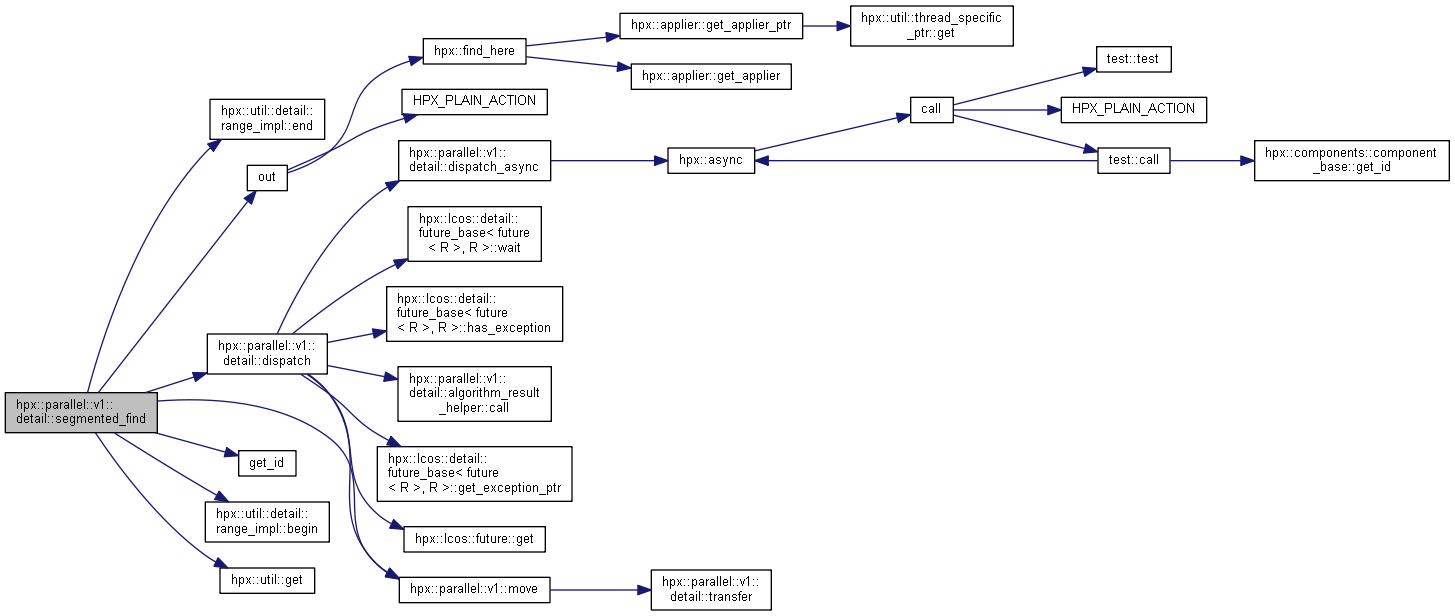 hpx::applier::get_applier_ptr
hpx::util::thread_specific
_ptr::get
hpx::find_here
hpx::applier::get_applier
test::test
hpx::util::detail::
range_impl::end
HPX_PLAIN_ACTION
call
HPX_PLAIN_ACTION
out
hpx::parallel::v1::
detail::dispatch_async
hpx::async
test::call
hpx::components::component
_base::get_id
hpx::lcos::detail::
future_base< future
< R >, R >::wait
hpx::lcos::detail::
future_base< future
< R >, R >::has_exception
hpx::parallel::v1::
detail::dispatch
hpx::parallel::v1::
detail::algorithm_result
_helper::call
hpx::parallel::v1::
detail::segmented_find
get_id
hpx::lcos::detail::
future_base< future
< R >, R >::get_exception_ptr
hpx::util::detail::
range_impl::begin
hpx::lcos::future::get
hpx::util::get
hpx::parallel::v1::move
hpx::parallel::v1::
detail::transfer